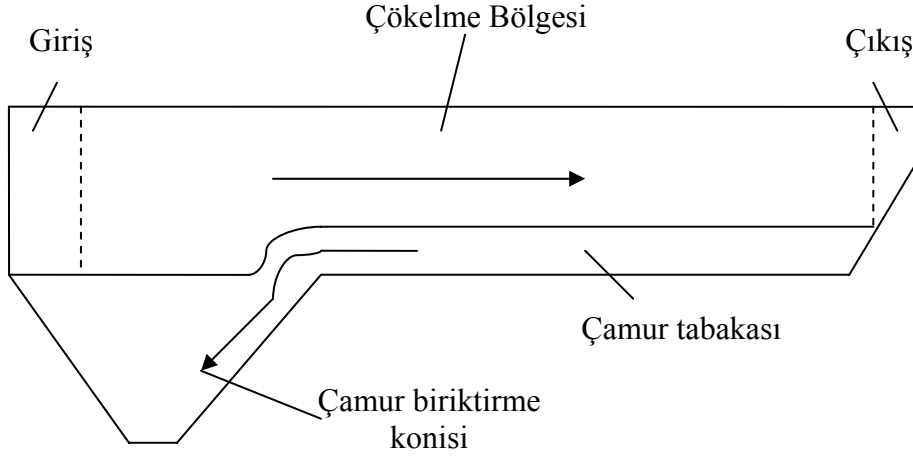 Çökelme Bölgesi
Giriş
Çıkış
Çamur tabakası
Çamur biriktirme
konisi